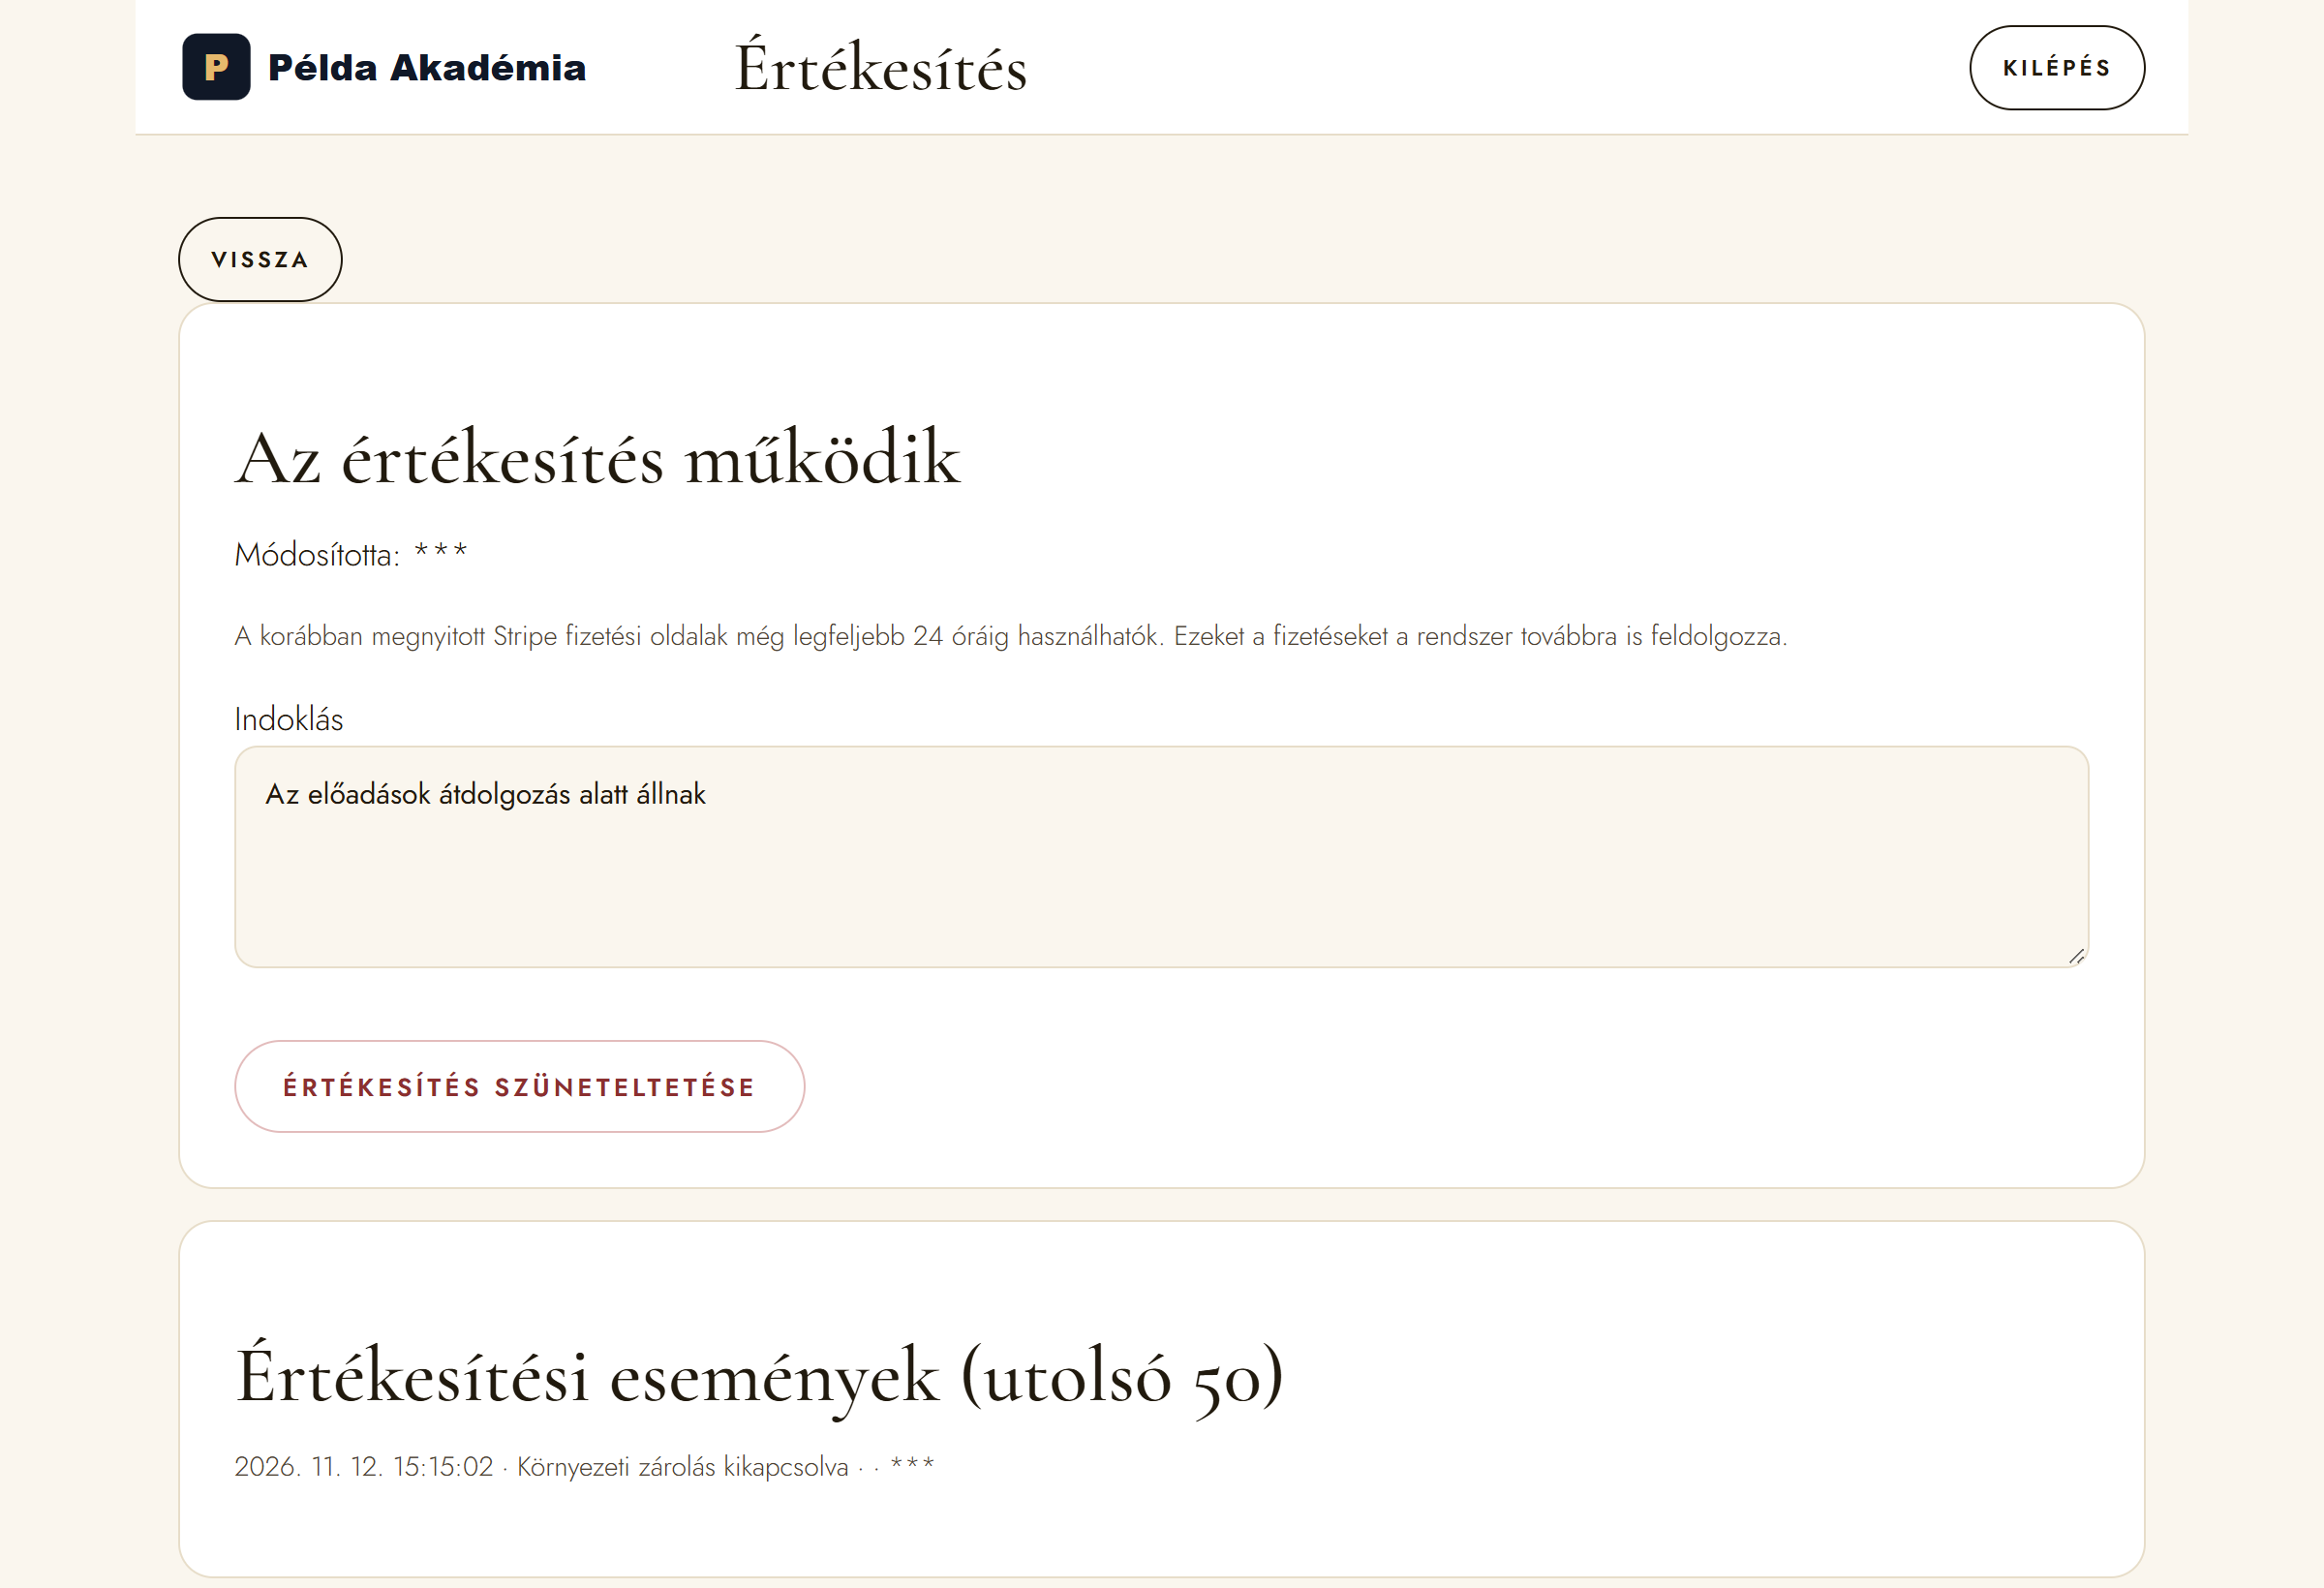 P Példa Akadémia
Értékesítés
KILÉPÉS
VISSZA
Az értékesítés működik
Módosította: ***
A korábban megnyitott Stripe fizetési oldalak még legfeljebb 24 óráig használhatók. Ezeket a fizetéseket a rendszer továbbra is feldolgozza.
Indoklás
Az előadások átdolgozás alatt állnak
ÉRTÉKESÍTÉS SZÜNETELTETÉSE
Értékesítési események (utolsó 50)
2026. 11. 12. 15:15:02 · Környezeti zárolás kikapcsolva · · ***